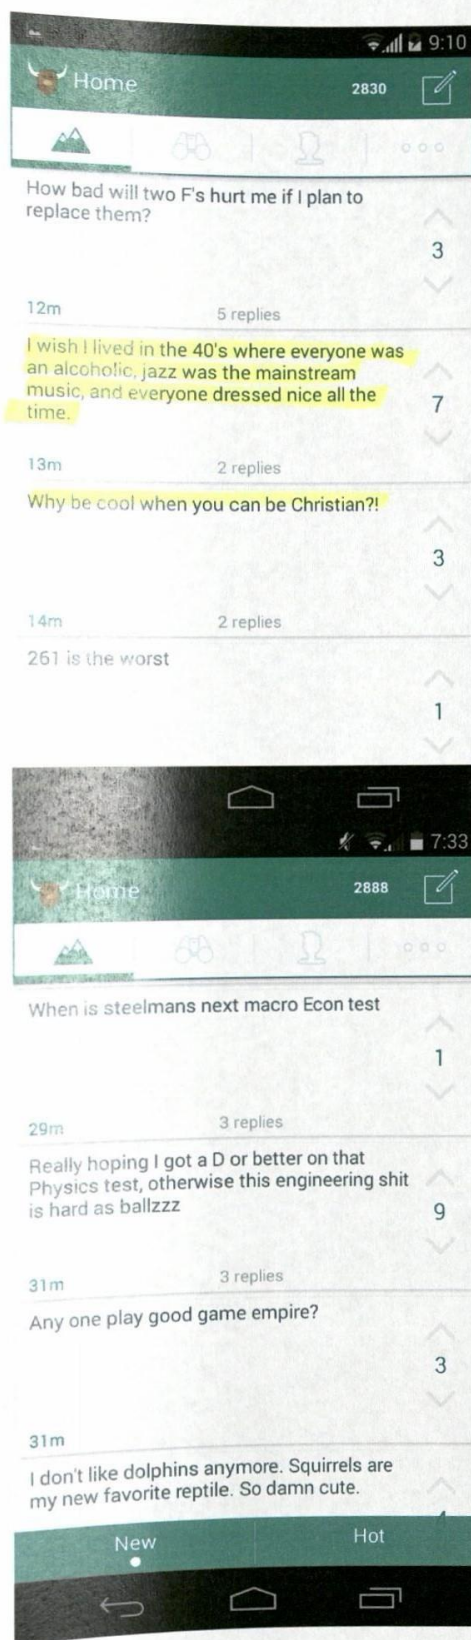 9:10
Home
2830
How bad will two F's hurt me if I plan to
replace them?
3
12m
5 replies
I wish I lived in the 40's where everyone was
an alcoholic, jazz was the mainstream
music, and everyone dressed nice all the
time.
7
13m
2 replies
Why be cool when you can be Christian?!
3
14m
2 replies
261 is the worst
1
7:33
Home
2888
When is steelmans next macro Econ test
1
29m
3 replies
Really hoping I got a D or better on that
Physics test, otherwise this engineering shit
is hard as ballzzz
9
31m
3 replies
Any one play good game empire?
3
31m
I don't like dolphins anymore. Squirrels are
my new favorite reptile. So damn cute.
New
Hot